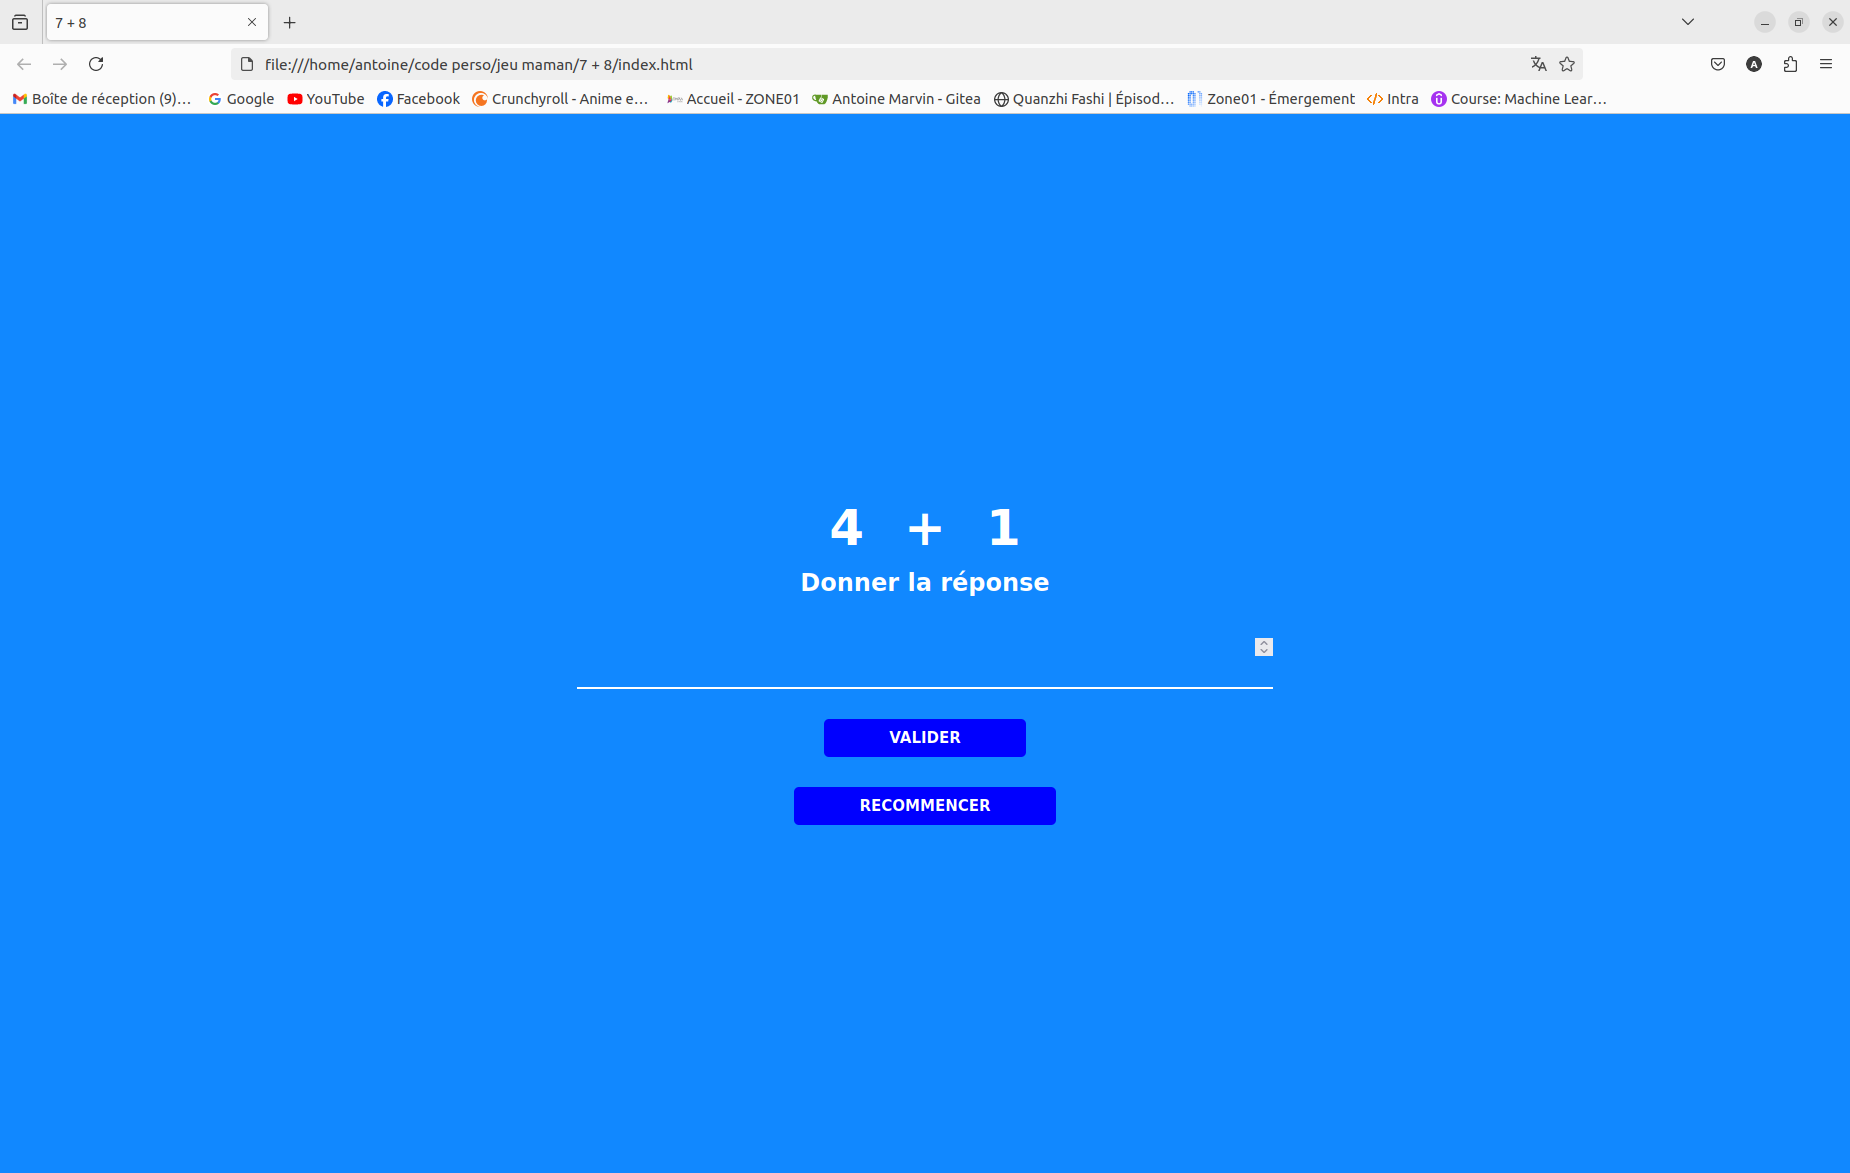 7 + 8
file:///home/antoine/code perso/jeu maman/7 + 8/index.html
A
Boîte de réception (9)… Google YouTube Facebook Crunchyroll - Anime e… Accueil - ZONE01 Antoine Marvin - Gitea Quanzhi Fashi | Épisod… Zone01 - Émergement Intra Course: Machine Lear…
4 + 1
Donner la réponse
VALIDER
RECOMMENCER